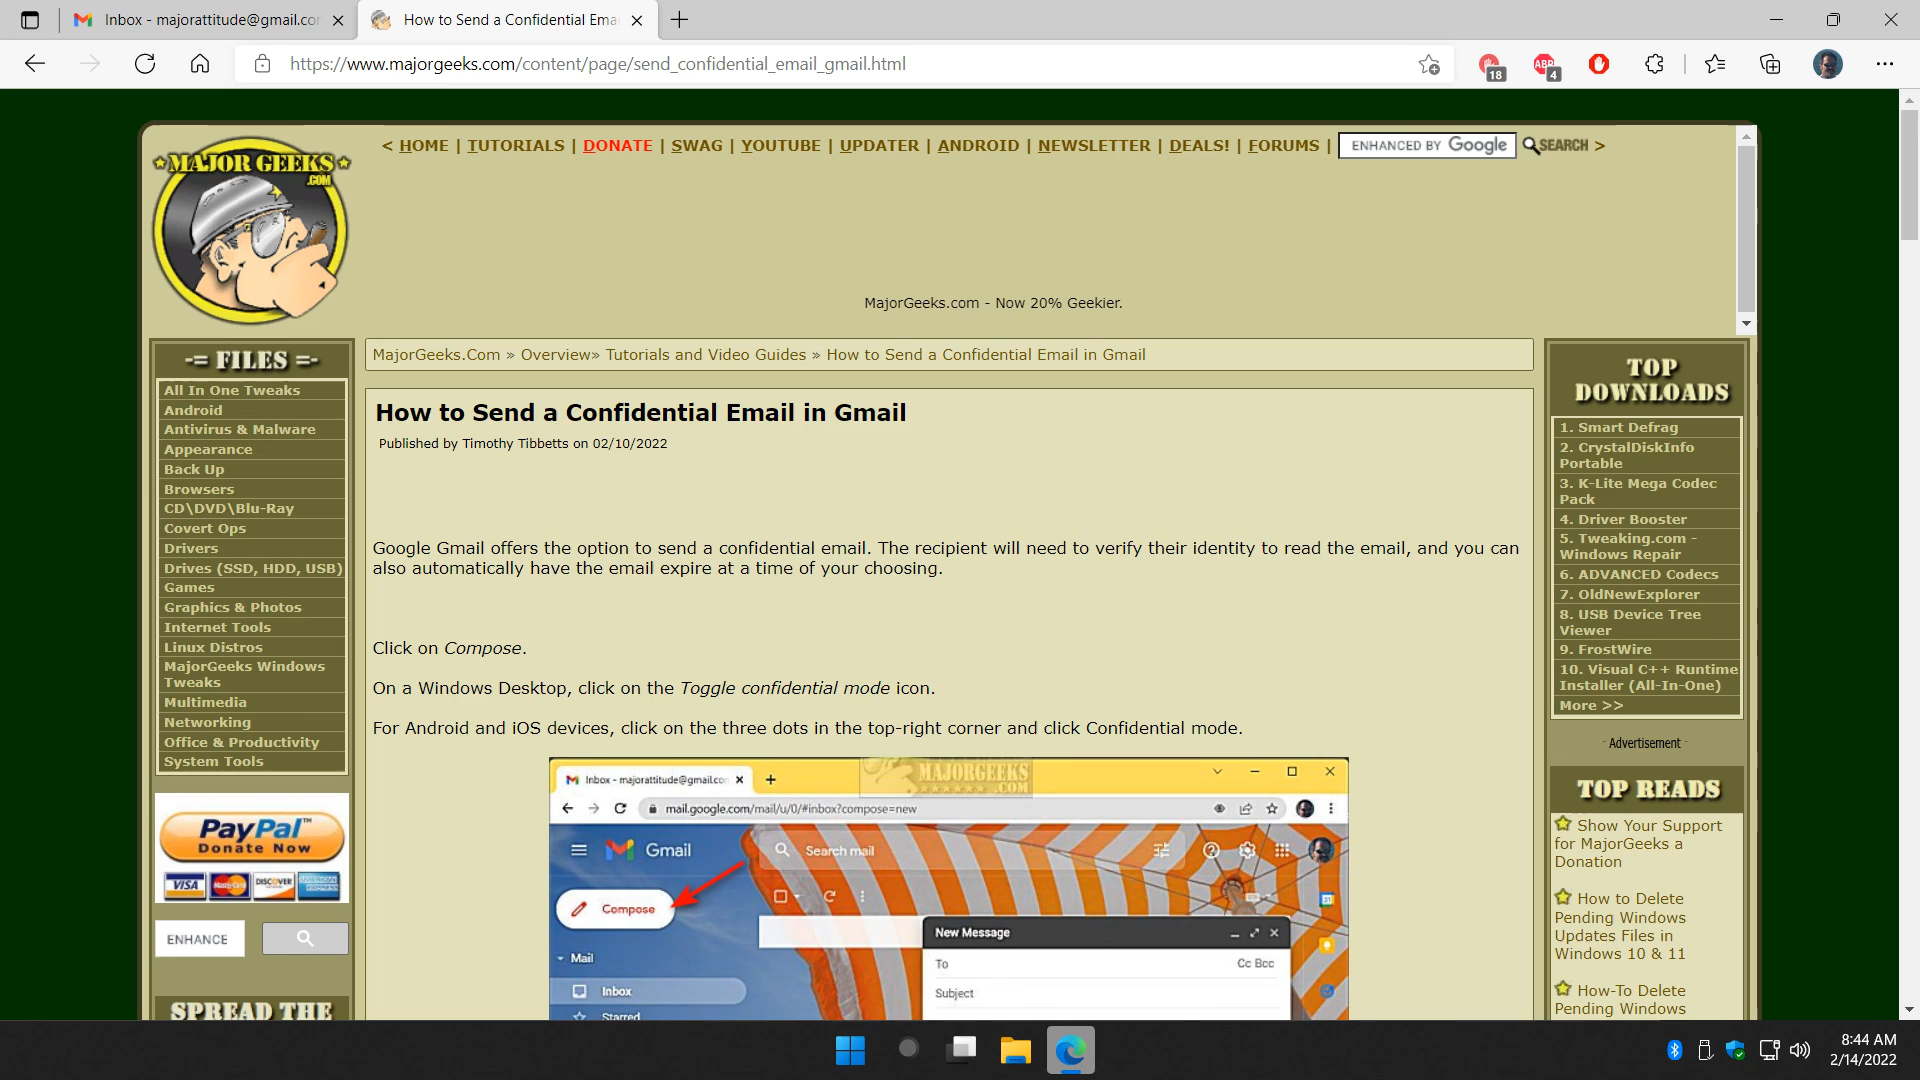 Inbox - majorattitude@gmail.co
How to Send a Confidential Ema
https://www.majorgeeks.com/content/page/send_confidential_email_gmail.html
18
ABP
4
MAJOR GEEKS
.COM
< HOME | TUTORIALS | DONATE | SWAG | YOUTUBE | UPDATER | ANDROID | NEWSLETTER | DEALS! | FORUMS | ENHANCED BY Google SEARCH >
MajorGeeks.com - Now 20% Geekier.
-= FILES =-
All In One Tweaks
Android
Antivirus & Malware
Appearance
Back Up
Browsers
CD\DVD\Blu-Ray
Covert Ops
Drivers
Drives (SSD, HDD, USB)
Games
Graphics & Photos
Internet Tools
Linux Distros
MajorGeeks Windows
Tweaks
Multimedia
Networking
Office & Productivity
System Tools
PayPal™
Donate Now
VISA MasterCard DISCOVER AMERICAN EXPRESS
ENHANCE
SPREAD THE
MajorGeeks.Com » Overview» Tutorials and Video Guides » How to Send a Confidential Email in Gmail
How to Send a Confidential Email in Gmail
Published by Timothy Tibbetts on 02/10/2022
Google Gmail offers the option to send a confidential email. The recipient will need to verify their identity to read the email, and you can
also automatically have the email expire at a time of your choosing.
Click on Compose.
On a Windows Desktop, click on the Toggle confidential mode icon.
For Android and iOS devices, click on the three dots in the top-right corner and click Confidential mode.
Inbox - majorattitude@gmail.co
MAJORGEEKS
.COM
mail.google.com/mail/u/0/#inbox?compose=new
Gmail
Search mail
Compose
Mail
Inbox
Starred
New Message
To
Cc Bcc
Subject
TOP
DOWNLOADS
1. Smart Defrag
2. CrystalDiskInfo
Portable
3. K-Lite Mega Codec
Pack
4. Driver Booster
5. Tweaking.com -
Windows Repair
6. ADVANCED Codecs
7. OldNewExplorer
8. USB Device Tree
Viewer
9. FrostWire
10. Visual C++ Runtime
Installer (All-In-One)
More >>
- Advertisement -
TOP READS
Show Your Support
for MajorGeeks a
Donation
How to Delete
Pending Windows
Updates Files in
Windows 10 & 11
How-To Delete
Pending Windows
8:44 AM
2/14/2022